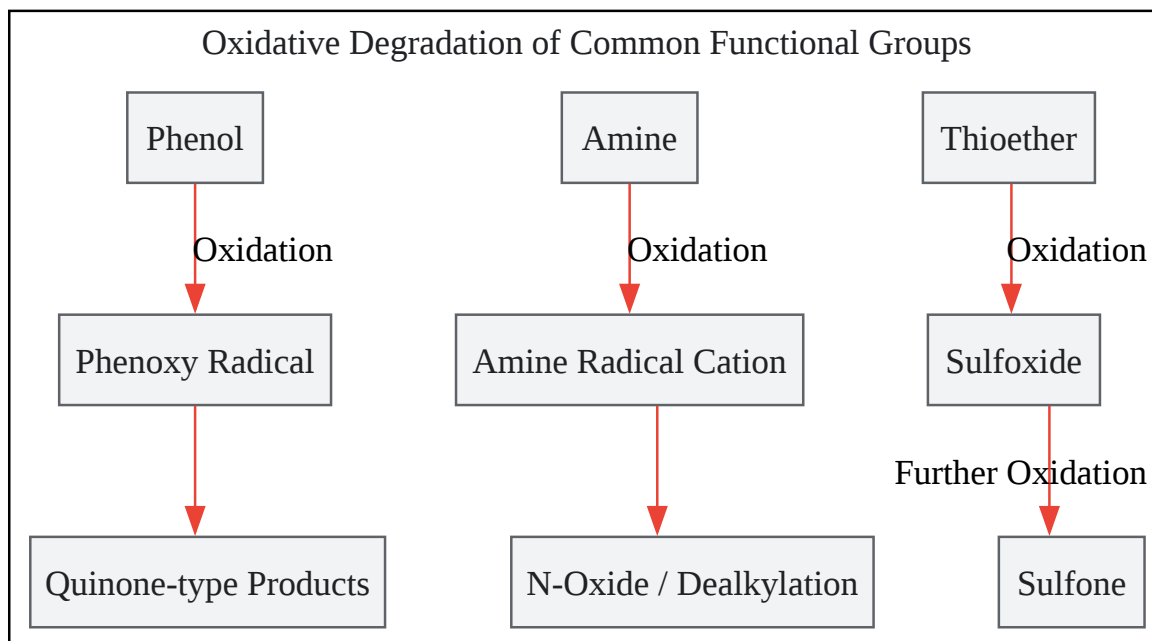 Oxidative Degradation of Common Functional Groups
Phenol
Amine
Thioether
Oxidation
Oxidation
Oxidation
Phenoxy Radical
Amine Radical Cation
Sulfoxide
Further Oxidation
Quinone-type Products
N-Oxide / Dealkylation
Sulfone